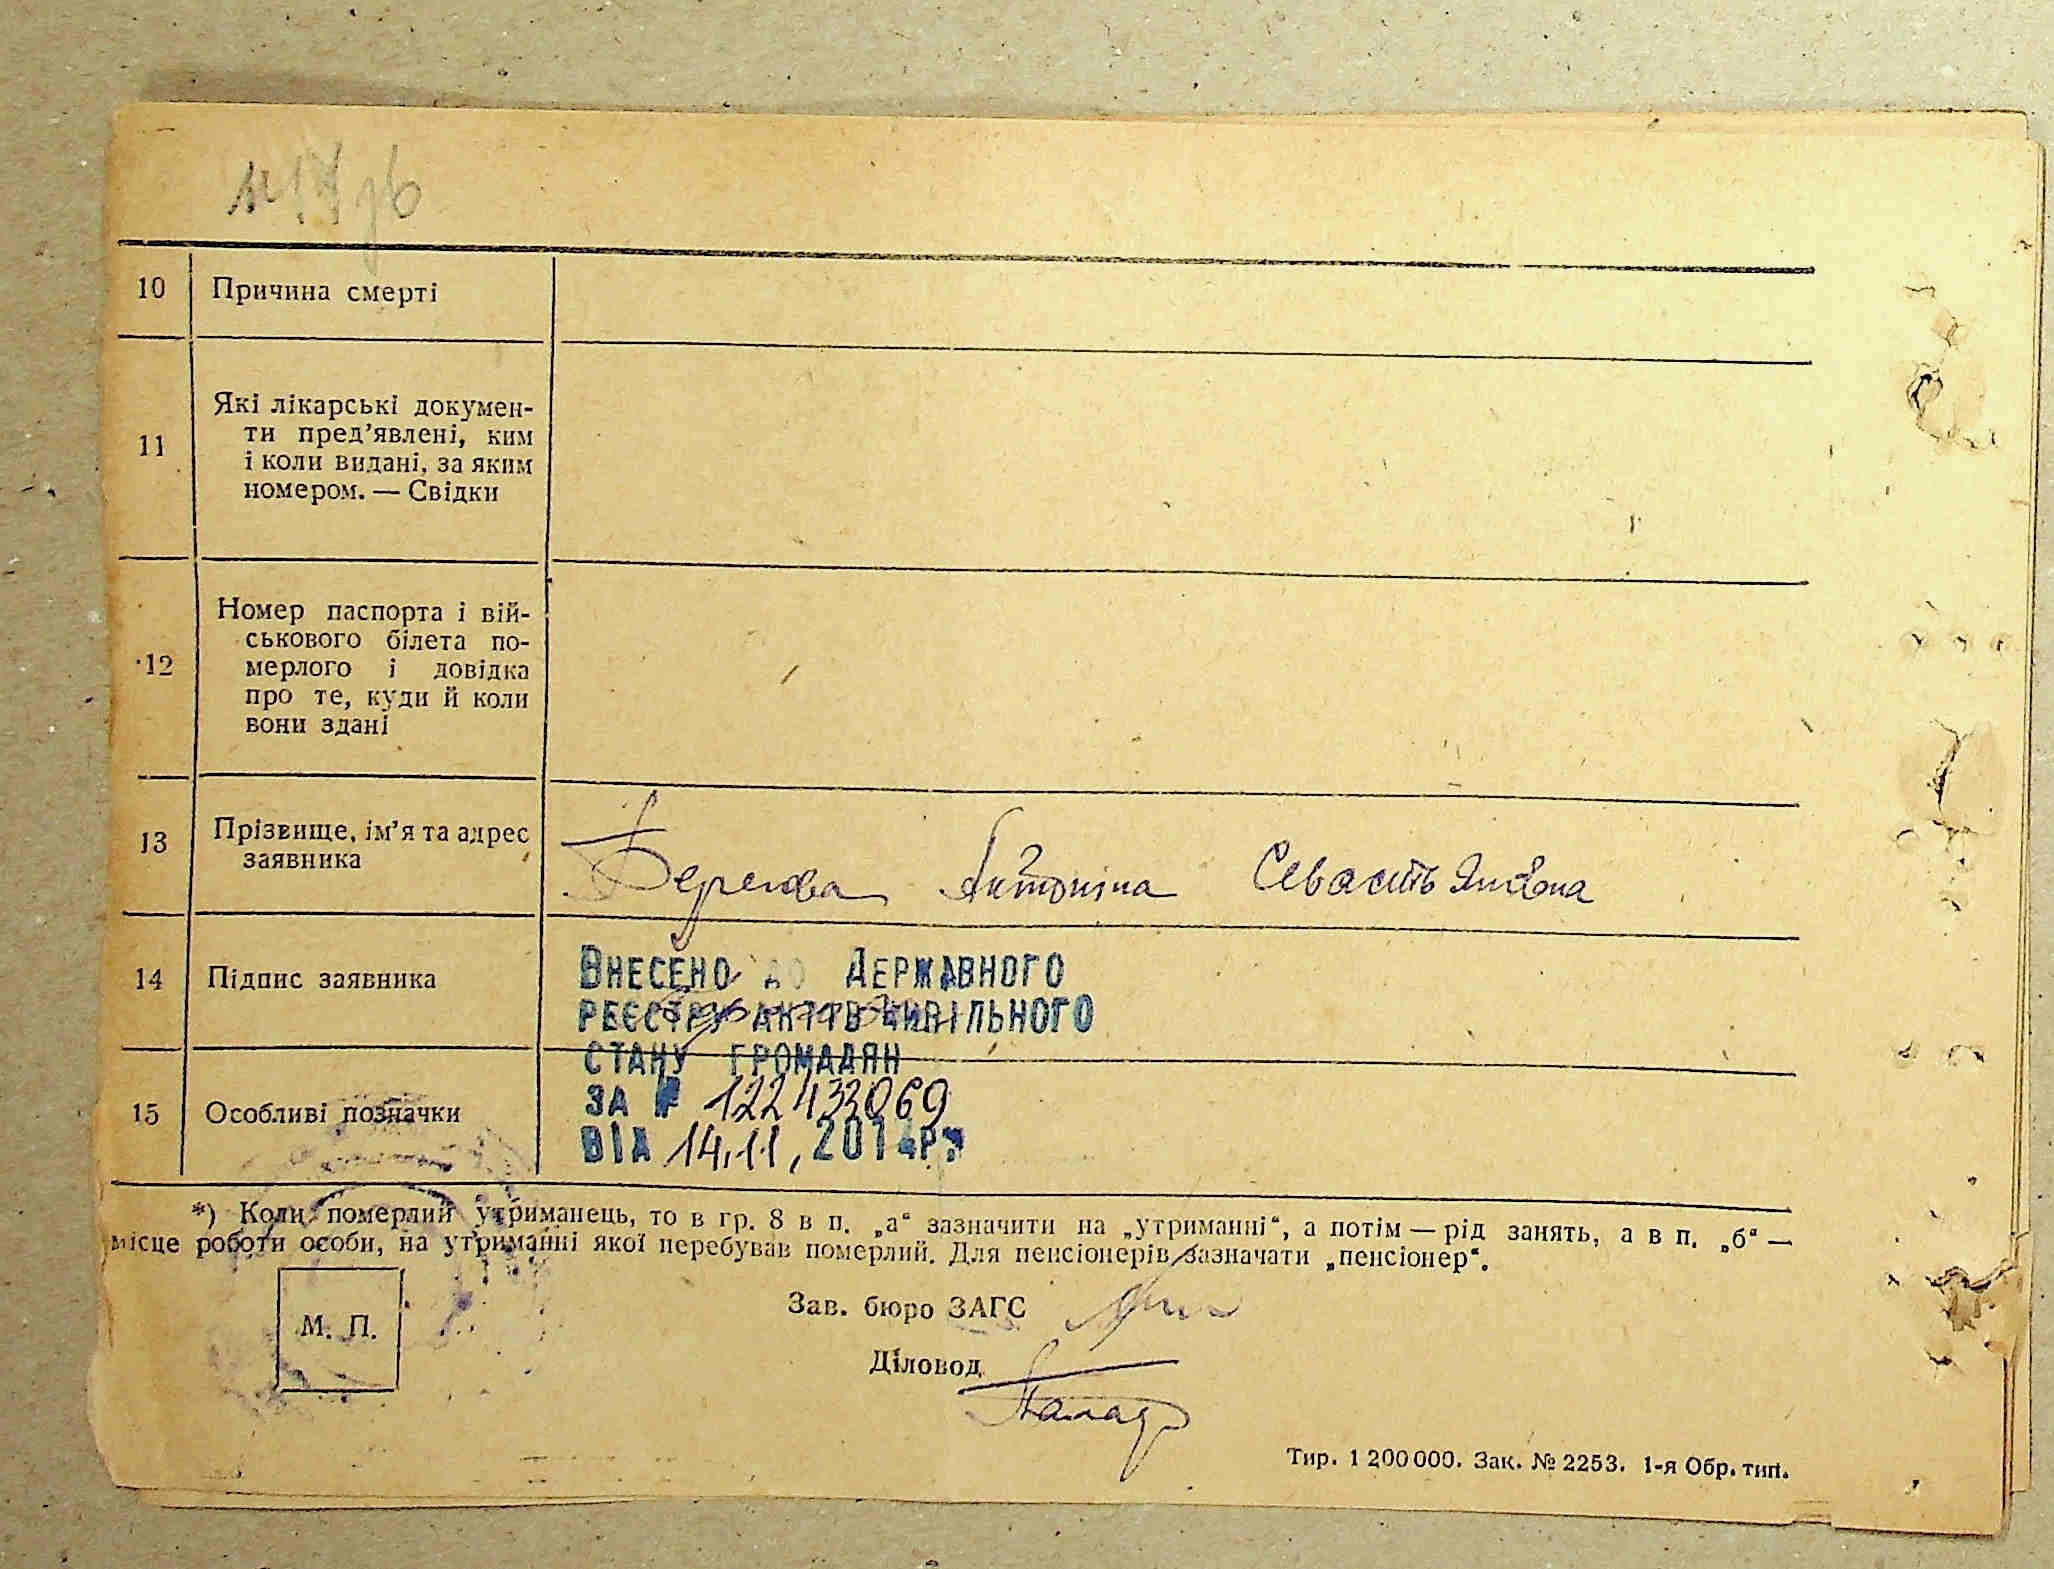 10 Причина смерті
11 Які лікарські докумен-
ти пред’явлені, ким
і коли видані, за яким
номером. — Свідки
12 Номер паспорта і вій-
ськового білета по-
мерлого і довідка
про те, куди й коли
вони здані
13 Прізвище, ім’я та адрес
заявника
Антоніна
14 Підпис заявника
15 Особливі позначки
Внесено до Державного
реєстру актів цивільного
стану громадян
за № 122433069
від 14.11.2014р.
*) Коли померлий утриманець, то в гр. 8 в п. „а“ зазначити на „утриманні“, а потім — рід занять, а в п. „б“ —
місце роботи особи, на утриманні якої перебував померлий. Для пенсіонерів зазначати „пенсіонер“.
М. П.
Зав. бюро ЗАГС
Діловод
Тир. 1 200 000. Зак. № 2253. 1-я Обр. тип.